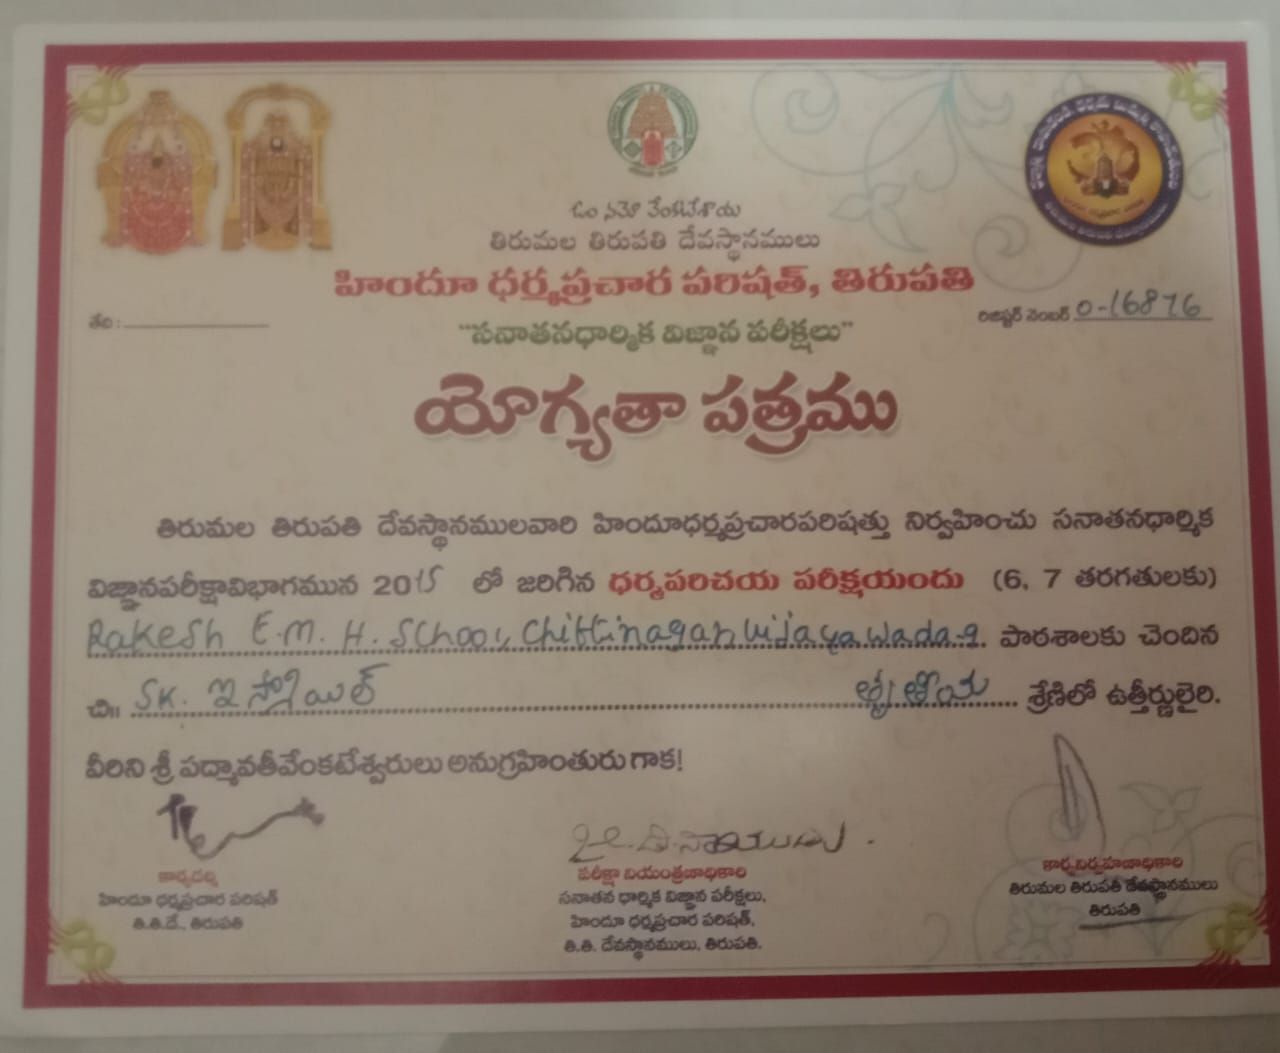 ఓం నమో వేంకటేశాయ
తిరుమల తిరుపతి దేవస్థానములు
హిందూ ధర్మప్రచార పరిషత్, తిరుపతి
తేది :
రిజిష్టర్ నెంబర్ 0-16876
"సనాతనధార్మిక విజ్ఞాన పరీక్షలు"
యోగ్యతా పత్రము
తిరుమల తిరుపతి దేవస్థానములవారి హిందూధర్మప్రచారపరిషత్తు నిర్వహించు సనాతనధార్మిక
విజ్ఞానపరీక్షావిభాగమున 2015 లో జరిగిన ధర్మపరిచయ పరీక్షయందు (6, 7 తరగతులకు)
Rakesh E.M. H. School, Chittinagar, Vijayawada-9. పాఠశాలకు చెందిన
చి॥ SK. ఇస్మాయిల్ తృతీయ శ్రేణిలో ఉత్తీర్ణులైరి.
వీరిని శ్రీ పద్మావతీవేంకటేశ్వరులు అనుగ్రహింతురు గాక!
కార్యదర్శి
హిందూ ధర్మప్రచార పరిషత్
తి.తి.దే., తిరుపతి
పరీక్షా నియంత్రణాధికారి
సనాతన ధార్మిక విజ్ఞాన పరీక్షలు,
హిందూ ధర్మప్రచార పరిషత్,
తి.తి. దేవస్థానములు, తిరుపతి.
కార్యనిర్వహణాధికారి
తిరుమల తిరుపతి దేవస్థానములు
తిరుపతి